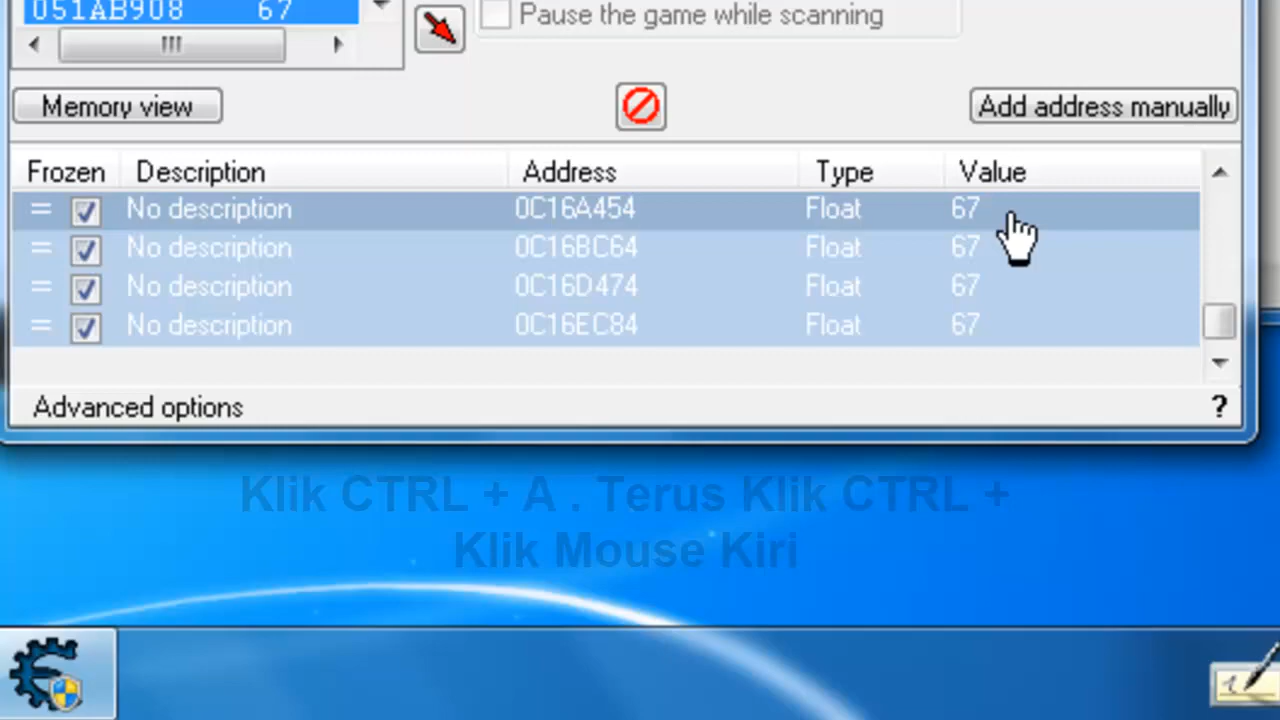 051AB908 67
Pause the game while scanning
Memory view
Add address manually
Frozen Description Address Type Value
= No description 0C16A454 Float 67
= No description 0C16BC64 Float 67
= No description 0C16D474 Float 67
= No description 0C16EC84 Float 67
Advanced options ?
Klik CTRL + A . Terus Klik CTRL +
Klik Mouse Kiri